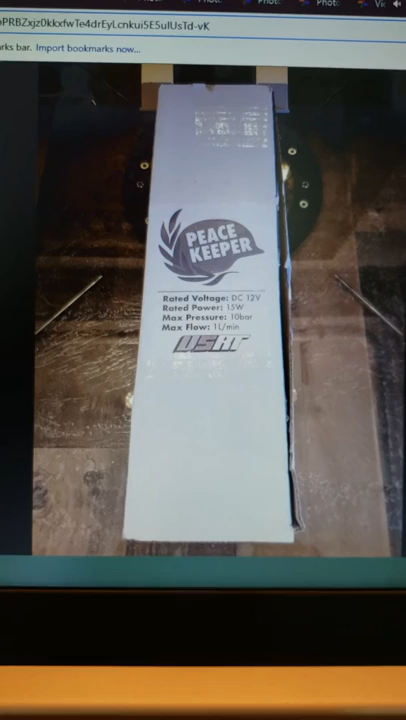 PRBZxjz0kkxfwTe4drEyLcnkui5E5ulUsTd-vK
rks bar. Import bookmarks now...
PEACE
KEEPER
Rated Voltage: DC 12V
Rated Power: 15W
Max Pressure: 10bar
Max Flow: 1L/min